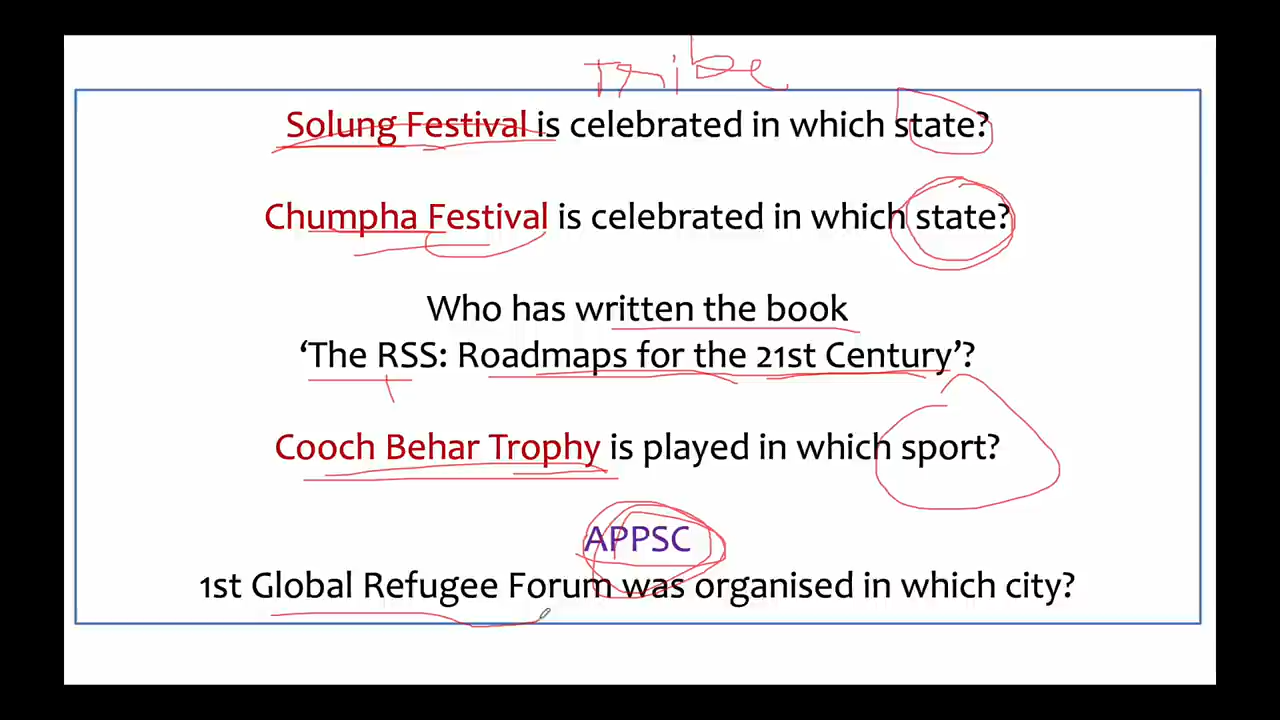 Tribe
Solung Festival is celebrated in which state?
Chumpha Festival is celebrated in which state?
Who has written the book
‘The RSS: Roadmaps for the 21st Century’?
Cooch Behar Trophy is played in which sport?
APPSC
1st Global Refugee Forum was organised in which city?